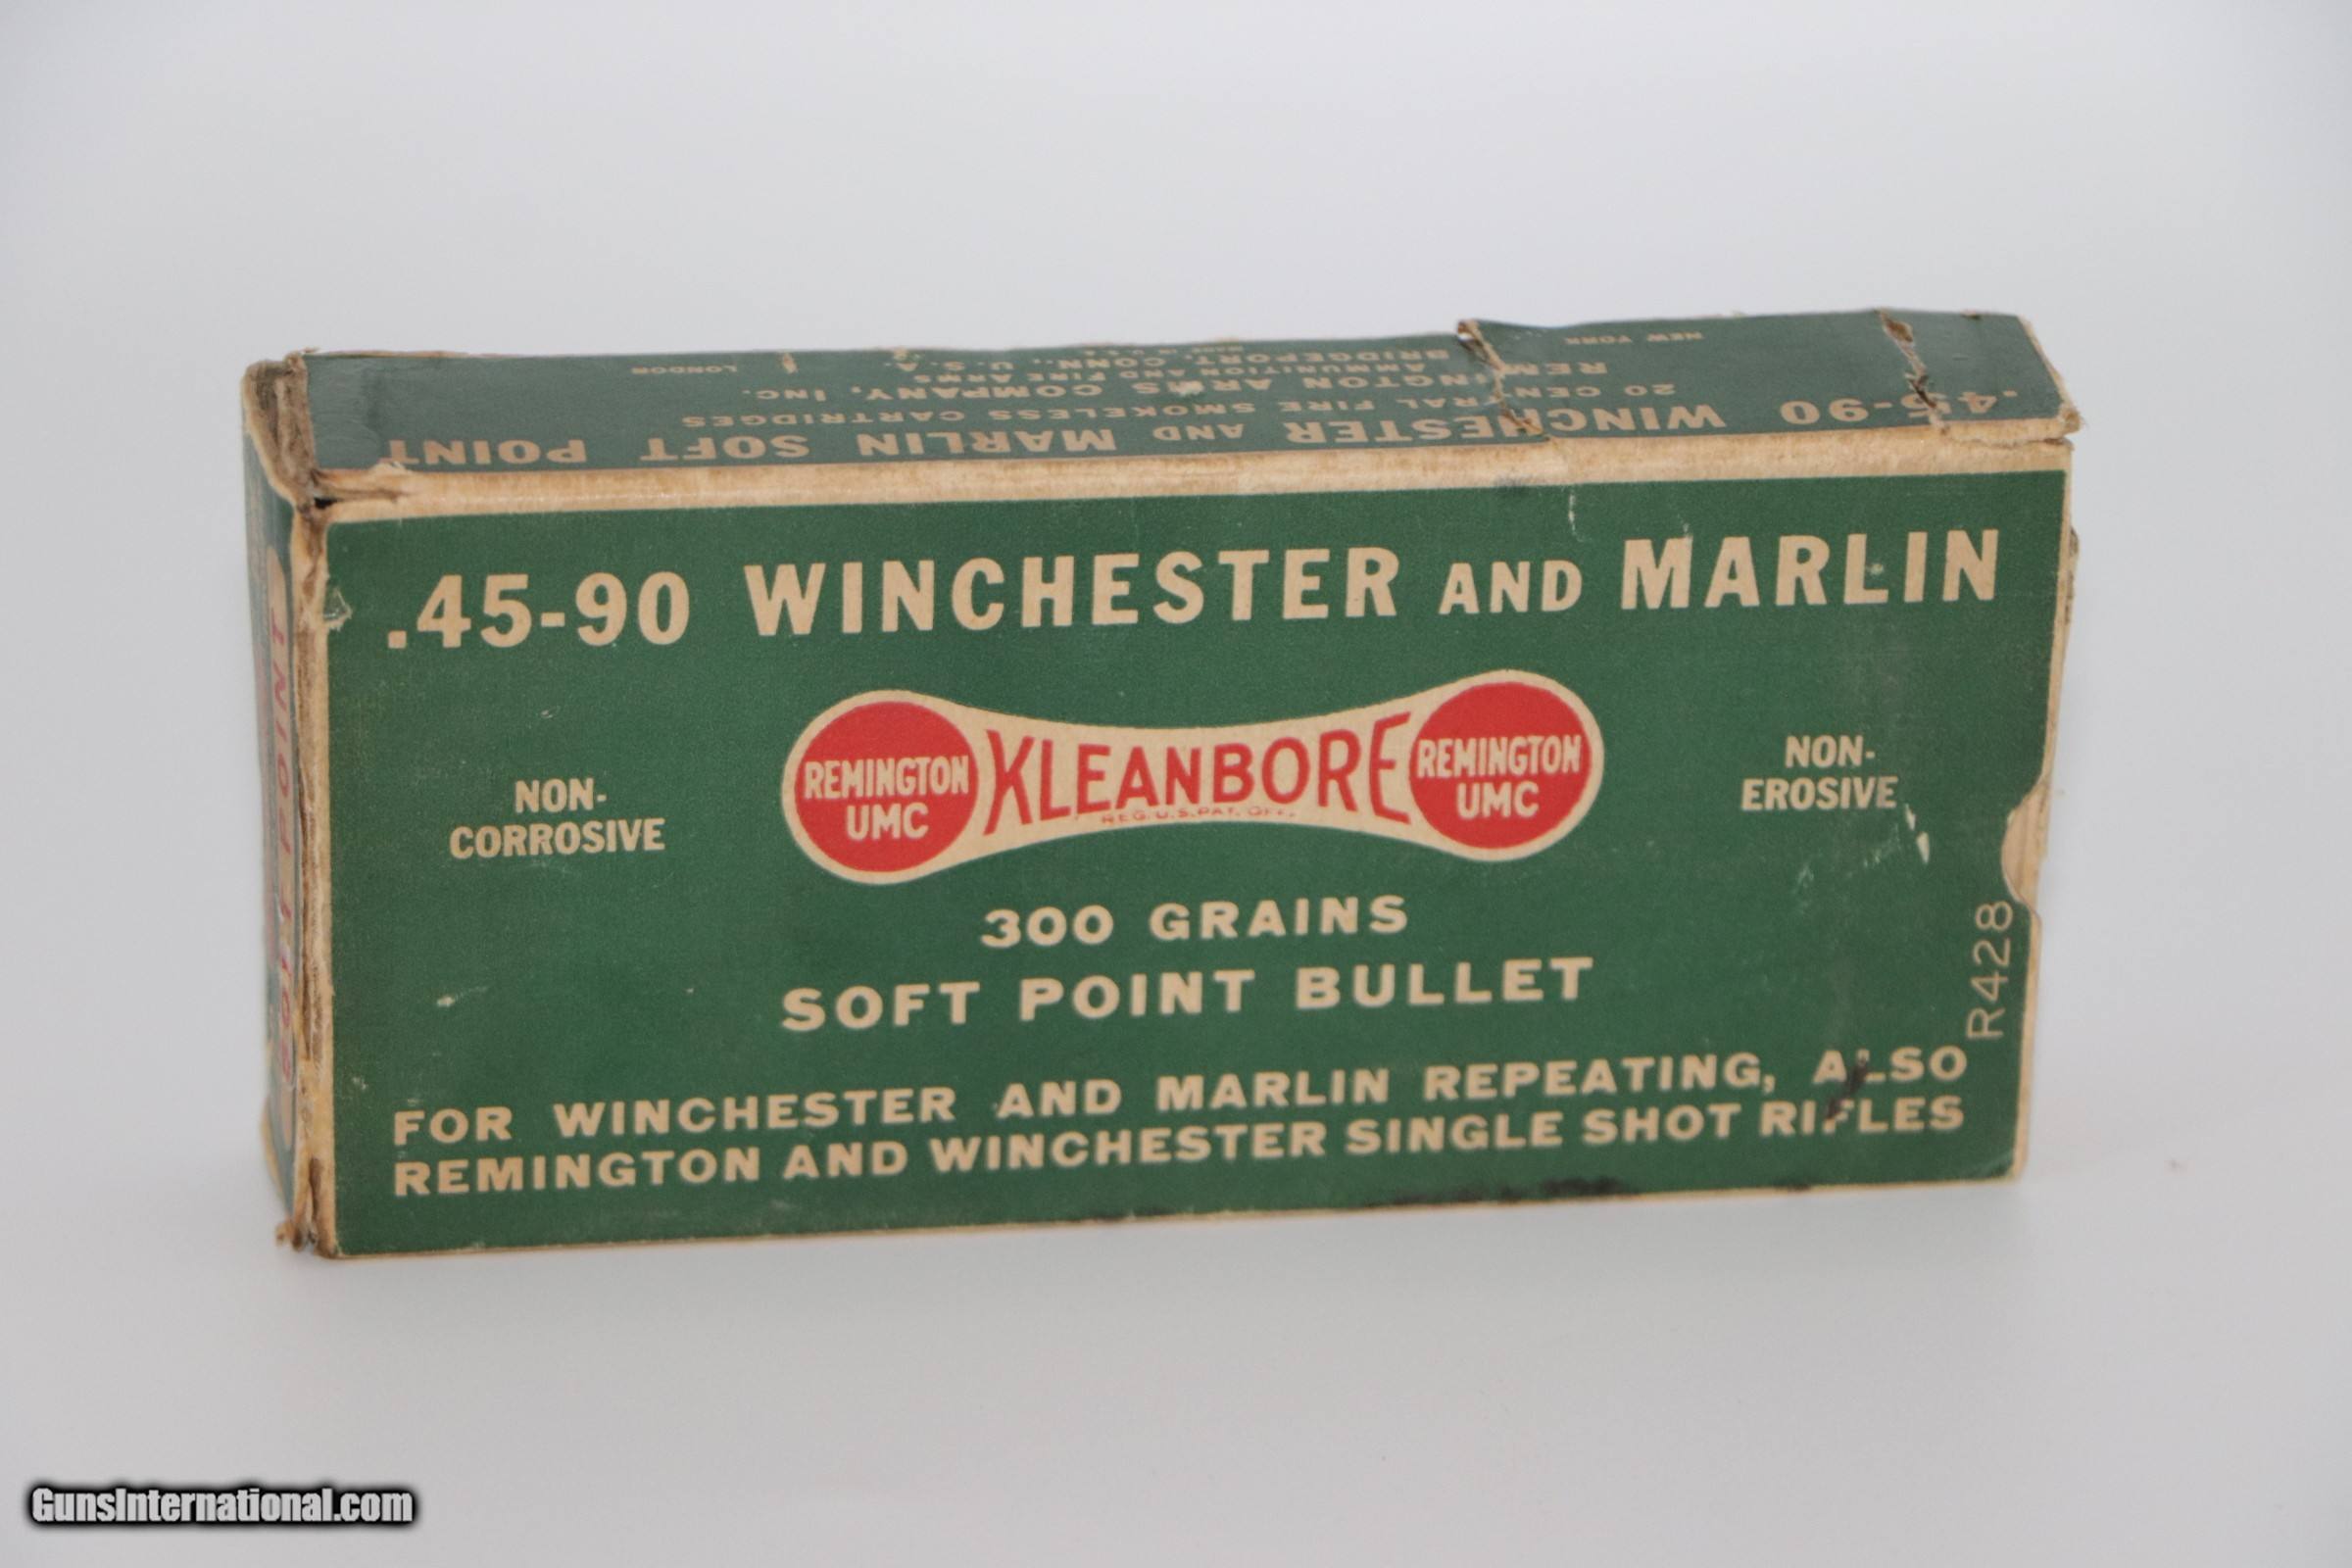 .45-90 WINCHESTER AND MARLIN SOFT POINT
20 CENTRAL FIRE SMOKELESS CARTRIDGES
REMINGTON ARMS COMPANY, INC.
AMMUNITION AND FIRE ARMS
NEW YORK BRIDGEPORT, CONN., U.S.A. LONDON
.45-90 WINCHESTER AND MARLIN
NON-
CORROSIVE
REMINGTON
UMC
KLEANBORE
REG. U.S. PAT. OFF.
REMINGTON
UMC
NON-
EROSIVE
300 GRAINS
SOFT POINT BULLET
R428
FOR WINCHESTER AND MARLIN REPEATING, ALSO
REMINGTON AND WINCHESTER SINGLE SHOT RIFLES
SOFT POINT
GunsInternational.com